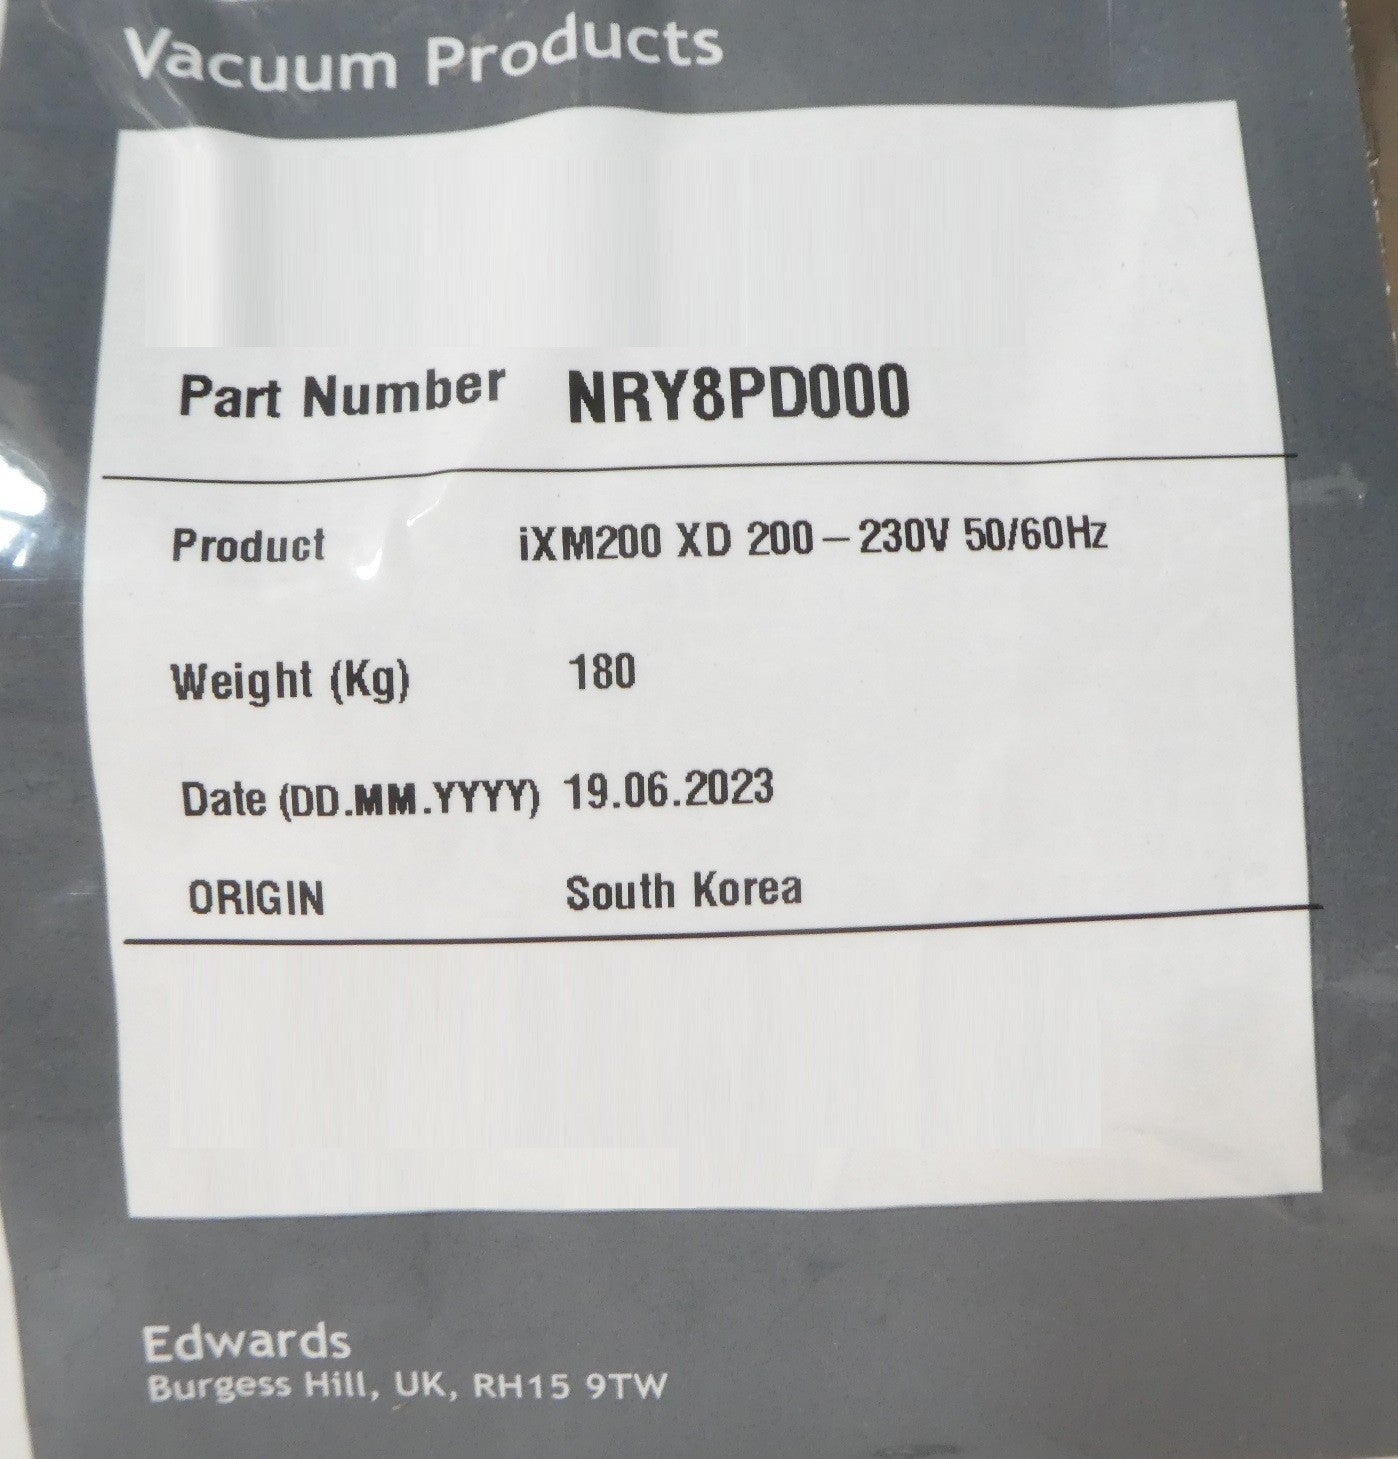 Vacuum Products
Part Number NRY8PD000
Product iXM200 XD 200-230V 50/60Hz
Weight (Kg) 180
Date (DD.MM.YYYY) 19.06.2023
ORIGIN South Korea
Edwards
Burgess Hill, UK, RH15 9TW